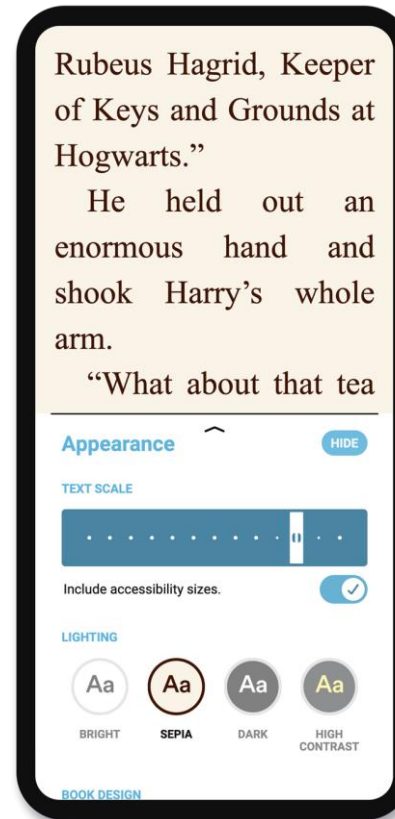 Rubeus Hagrid, Keeper
of Keys and Grounds at
Hogwarts.”
He held out an
enormous hand and
shook Harry’s whole
arm.
“What about that tea
Appearance
HIDE
TEXT SCALE
Include accessibility sizes.
LIGHTING
Aa Aa Aa Aa
BRIGHT SEPIA DARK HIGH
CONTRAST
BOOK DESIGN